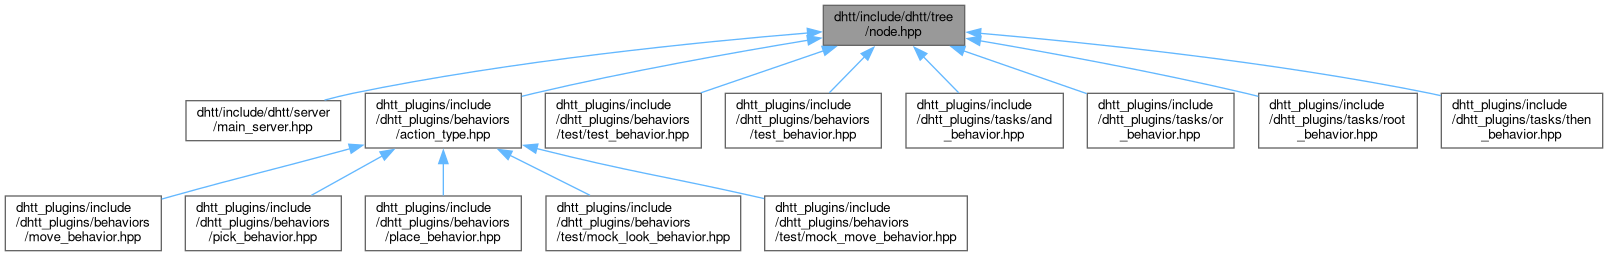 dhtt/include/dhtt/tree
/node.hpp
dhtt/include/dhtt/server
/main_server.hpp
dhtt_plugins/include
/dhtt_plugins/behaviors
/action_type.hpp
dhtt_plugins/include
/dhtt_plugins/behaviors
/test/test_behavior.hpp
dhtt_plugins/include
/dhtt_plugins/behaviors
/test_behavior.hpp
dhtt_plugins/include
/dhtt_plugins/tasks/and
_behavior.hpp
dhtt_plugins/include
/dhtt_plugins/tasks/or
_behavior.hpp
dhtt_plugins/include
/dhtt_plugins/tasks/root
_behavior.hpp
dhtt_plugins/include
/dhtt_plugins/tasks/then
_behavior.hpp
dhtt_plugins/include
/dhtt_plugins/behaviors
/move_behavior.hpp
dhtt_plugins/include
/dhtt_plugins/behaviors
/pick_behavior.hpp
dhtt_plugins/include
/dhtt_plugins/behaviors
/place_behavior.hpp
dhtt_plugins/include
/dhtt_plugins/behaviors
/test/mock_look_behavior.hpp
dhtt_plugins/include
/dhtt_plugins/behaviors
/test/mock_move_behavior.hpp